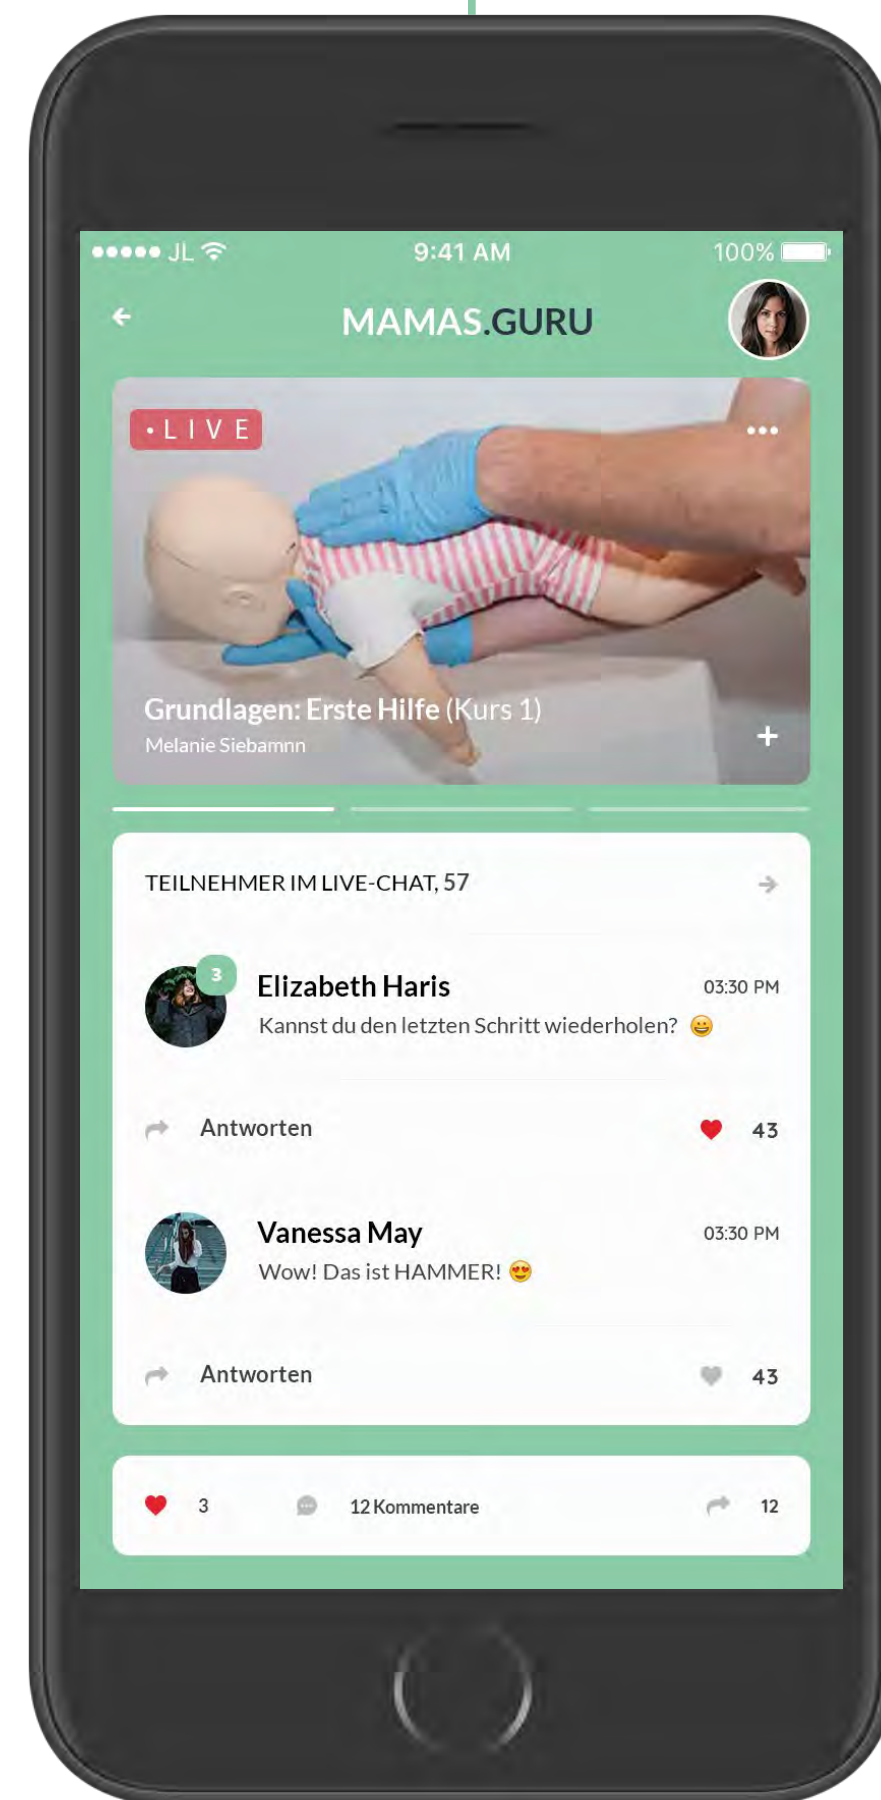 JL 9:41 AM 100%
MAMAS.GURU
• LIVE
Grundlagen: Erste Hilfe (Kurs 1)
Melanie Siebamnn
TEILNEHMER IM LIVE-CHAT, 57
3
Elizabeth Haris 03:30 PM
Kannst du den letzten Schritt wiederholen? 😀
Antworten 43
Vanessa May 03:30 PM
Wow! Das ist HAMMER! 😍
Antworten 43
3 12 Kommentare 12